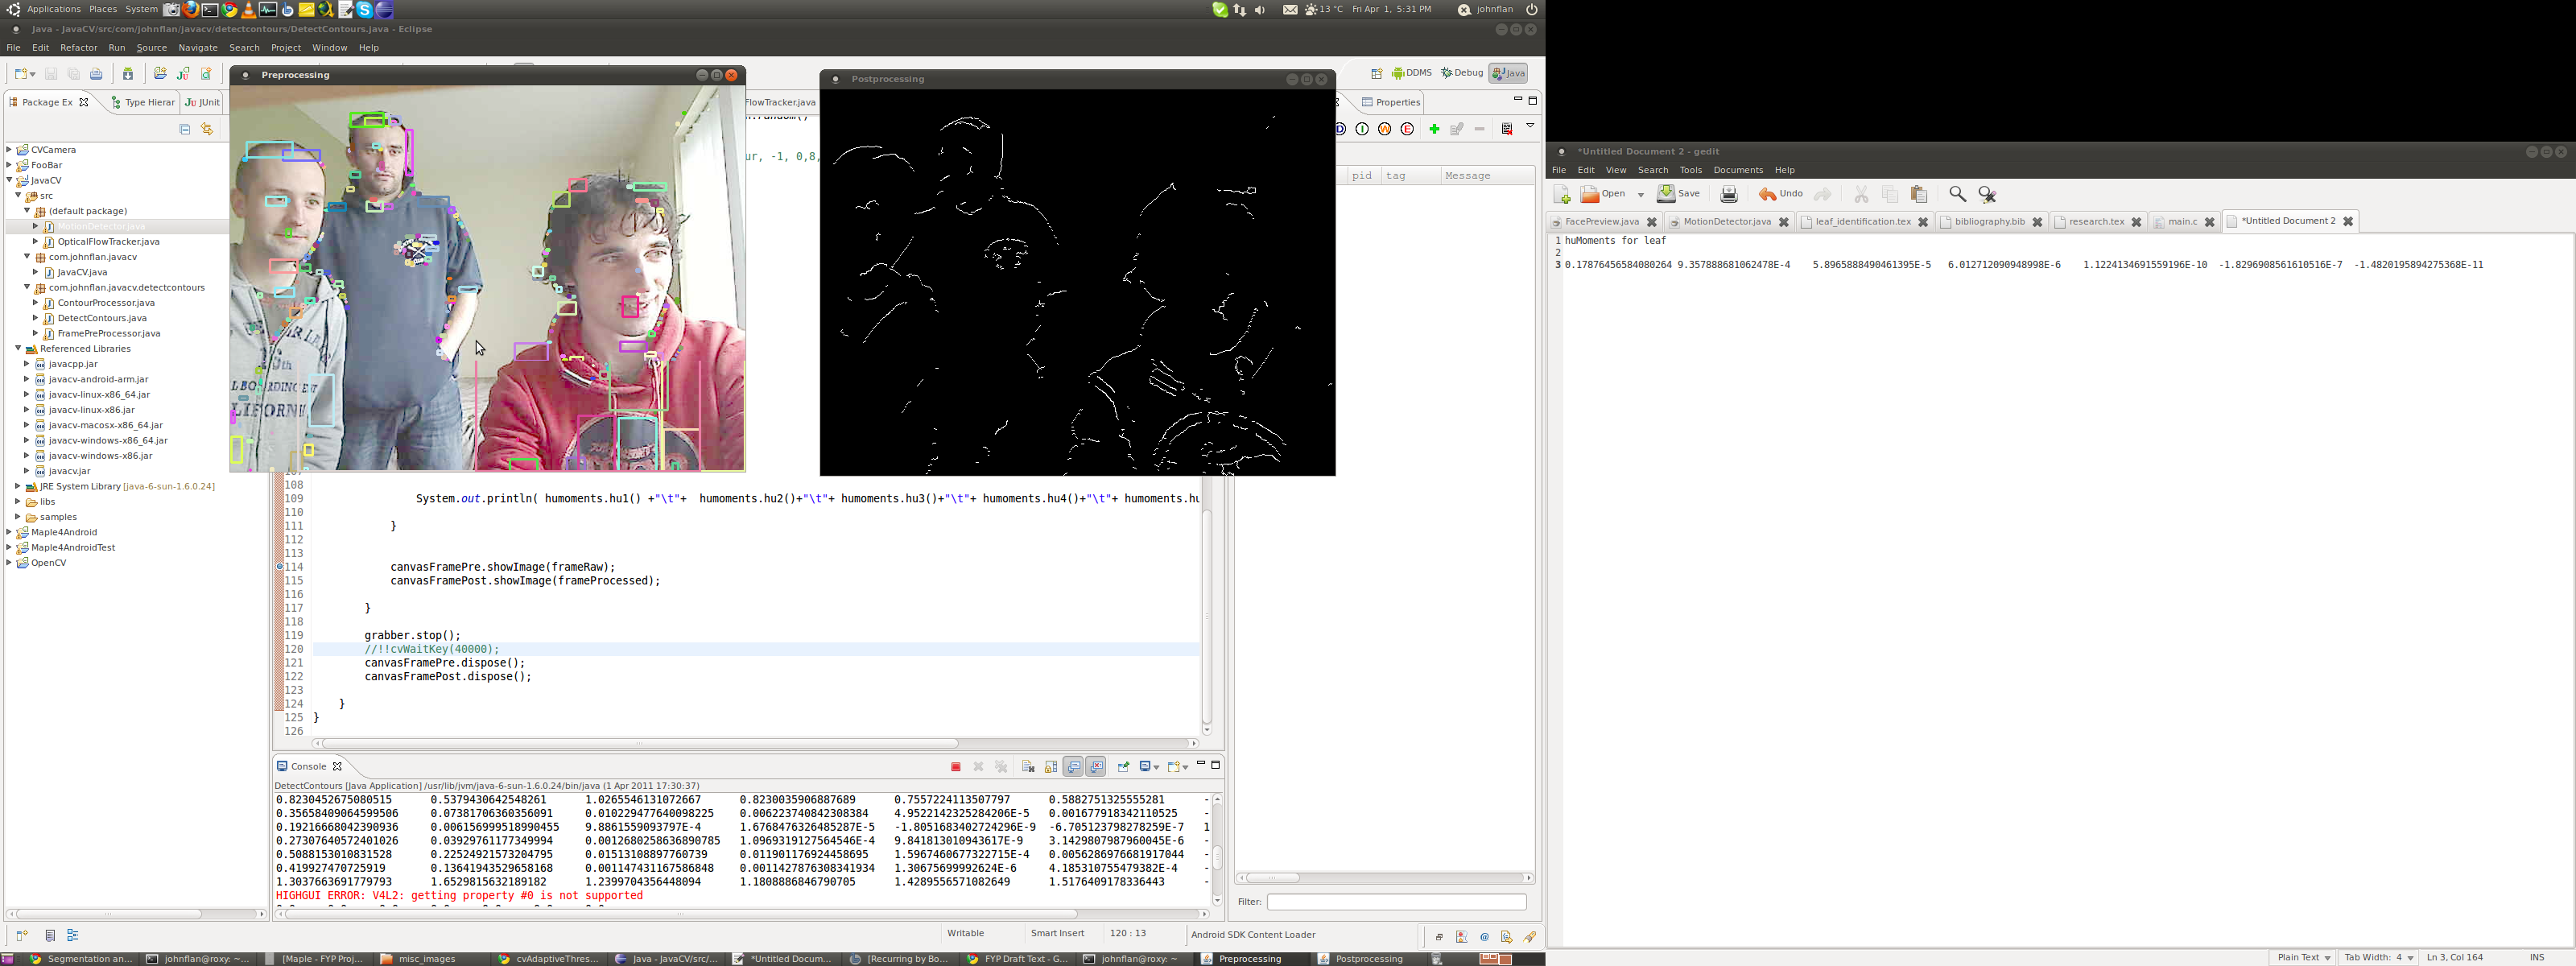 Applications Places System
13 °C Fri Apr 1, 5:31 PM johnflan
Java - JavaCV/src/com/johnflan/javacv/detectcontours/DetectContours.java - Eclipse
File Edit Refactor Run Source Navigate Search Project Window Help
DDMS Debug Java
Package Ex Type Hierar JUnit
CVCamera
FooBar
JavaCV
src
(default package)
MotionDetector.java
OpticalFlowTracker.java
com.johnflan.javacv
JavaCV.java
com.johnflan.javacv.detectcontours
ContourProcessor.java
DetectContours.java
FramePreProcessor.java
Referenced Libraries
javacpp.jar
javacv-android-arm.jar
javacv-linux-x86_64.jar
javacv-linux-x86.jar
javacv-macosx-x86_64.jar
javacv-windows-x86_64.jar
javacv-windows-x86.jar
javacv.jar
JRE System Library [java-6-sun-1.6.0.24]
libs
samples
Maple4Android
Maple4AndroidTest
OpenCV
Preprocessing
FlowTracker.java
ur, -1, 0,8,
Postprocessing
Properties
pid tag Message
108
109 System.out.println( humoments.hu1() +"\t"+ humoments.hu2()+"\t"+ humoments.hu3()+"\t"+ humoments.hu4()+"\t"+ humoments.hu
110
111 }
112
113
114 canvasFramePre.showImage(frameRaw);
115 canvasFramePost.showImage(frameProcessed);
116
117 }
118
119 grabber.stop();
120 //!!cvWaitKey(40000);
121 canvasFramePre.dispose();
122 canvasFramePost.dispose();
123
124 }
125 }
126
Console
DetectContours [Java Application] /usr/lib/jvm/java-6-sun-1.6.0.24/bin/java (1 Apr 2011 17:30:37)
0.8230452675080515 0.5379430642548261 1.0265546131072667 0.8230035906887689 0.7557224113507797 0.5882751325555281 -
0.35658409064599506 0.07381706360356091 0.010229477640098225 0.006223740842308384 4.9522142325284206E-5 0.001677918342110525 -
0.19216668042390936 0.006156999518990455 9.8861559093797E-4 1.676847632648528​7E-5 -1.8051683402724296E-9 -6.705123798278259E-7 1
0.27307640572401026 0.03929761177349994 0.0012680258636890785 1.0969319127564546E-4 9.841813010943617E-9 3.1429807987960045E-6 -
0.5088153010831528 0.22524921573204795 0.01513108897760739 0.011901176924458695 1.5967460677322715E-4 0.0056286976681917044 -
0.419927470725919 0.13641943529658168 0.001147431167586848 0.0011427876308341934 1.30675699992624E-6 4.185310755479382E-4 -
1.3037663691779793 1.6529815632189182 1.2399704356448094 1.1808886846790705 1.4289556571082649 1.5176409178336443 -
HIGHGUI ERROR: V4L2: getting property #0 is not supported
Filter:
Writable Smart Insert 120 : 13 Android SDK Content Loader
*Untitled Document 2 - gedit
File Edit View Search Tools Documents Help
Open Save Undo
FacePreview.java MotionDetector.java leaf_identification.tex bibliography.bib research.tex main.c *Untitled Document 2
1 huMoments for leaf
2
3 0.17876456584080264 9.357888681062478E-4 5.8965888490461395E-5 6.012712090948998E-6 1.1224134691559196E-10 -1.8296908561610516E-7 -1.4820195894275368E-11
Plain Text Tab Width: 4 Ln 3, Col 164 INS
Segmentation an... johnflan@roxy: ~... [Maple - FYP Proj... misc_images cvAdaptiveThres... Java - JavaCV/src/... *Untitled Docum... [Recurring by Bo... FYP Draft Text - G... johnflan@roxy: ~ Preprocessing Postprocessing